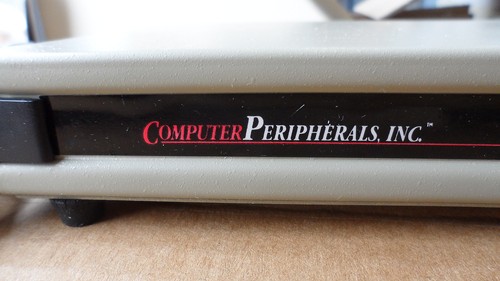 COMPUTERPERIPHERALS, INC.™